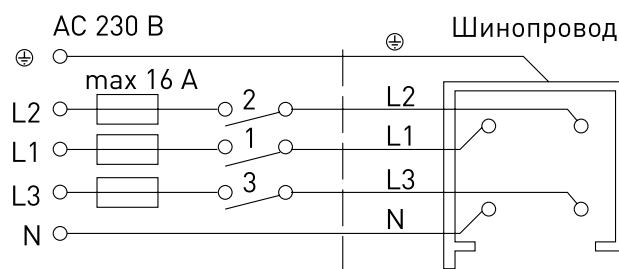 AC 230 В
⏚ Шинопровод
⏚
max 16 A
L2 2 L2
L1 1 L1
L3 3 L3
N N